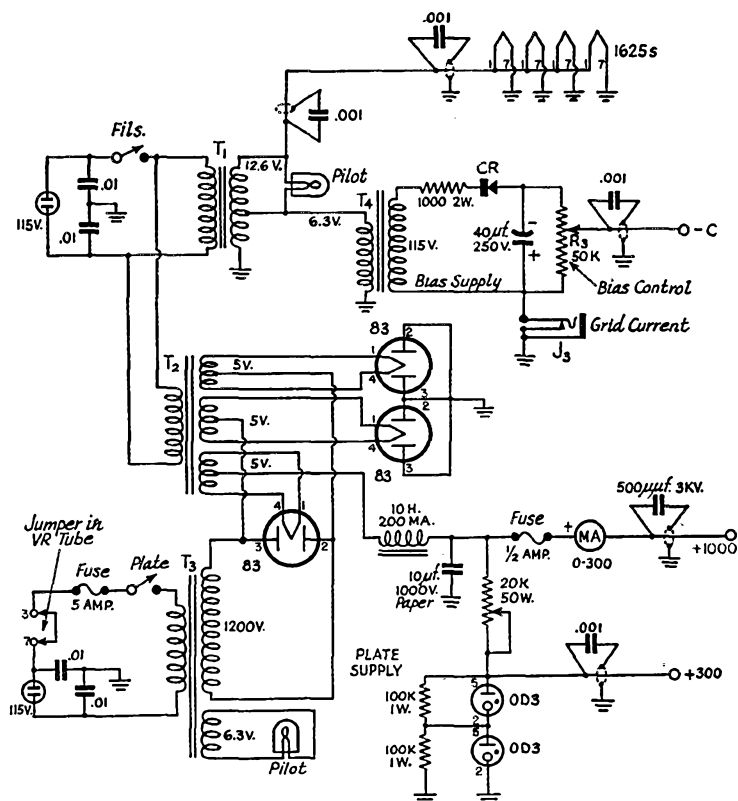 .001
1 7 1 7 1 7 1 7
1625s
.001
Fils.
T1
12.6 V.
Pilot
.01
.01
115V.
6.3V.
T4
115V.
1000 2W.
CR
40μf
250V.
-
+
R3
50K
.001
-C
Bias Supply
Bias Control
Grid Current
J3
T2
5V.
5V.
5V.
83
1
2
4
3
1
2
4
3
83
4
1
3
2
83
Jumper in
VR Tube
Fuse
5 AMP.
Plate
T3
3
7
.01
.01
115V.
1200V.
6.3V.
Pilot
10 H.
200 MA.
10μf.
1000V.
Paper
Fuse
1/2 AMP.
+
MA
0-300
500μμf. 3KV.
+1000
20K
50W.
PLATE
SUPPLY
.001
+300
100K
1W.
100K
1W.
5
0D3
2
5
0D3
2